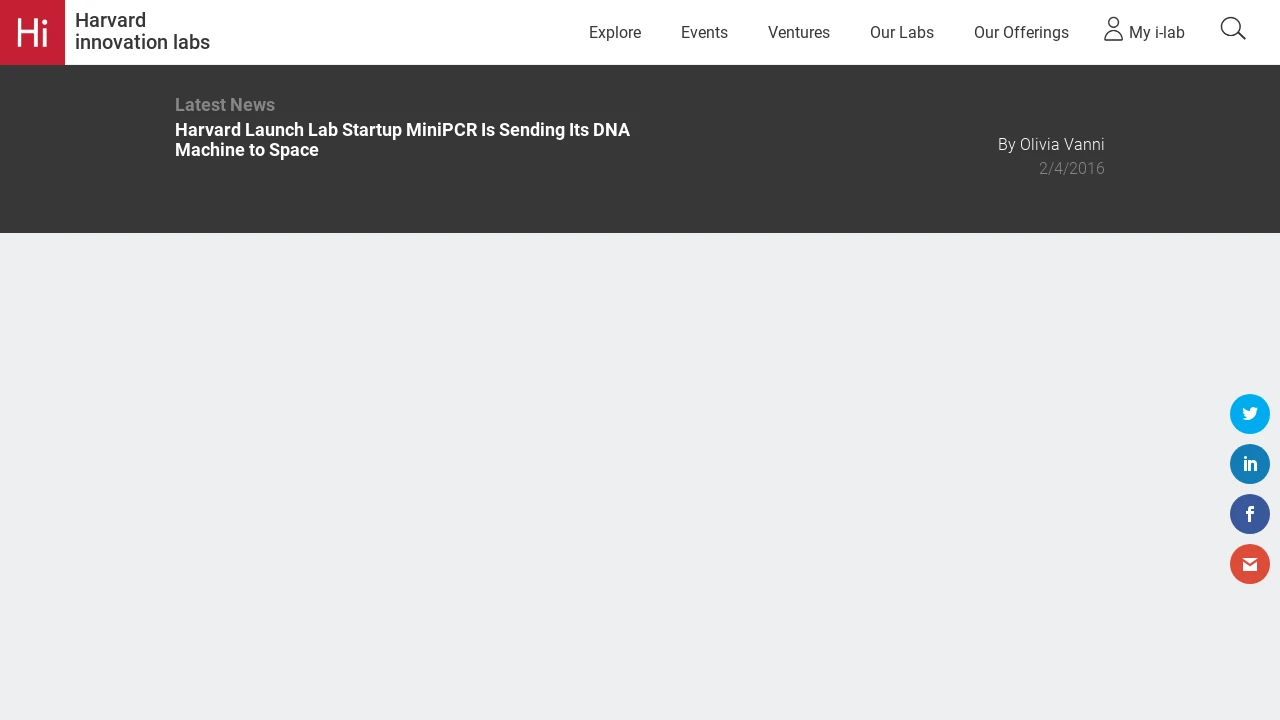 Hi
Harvard
innovation labs
Explore
Events
Ventures
Our Labs
Our Offerings
My i-lab
Latest News
Harvard Launch Lab Startup MiniPCR Is Sending Its DNA
Machine to Space
By Olivia Vanni
2/4/2016
in
f